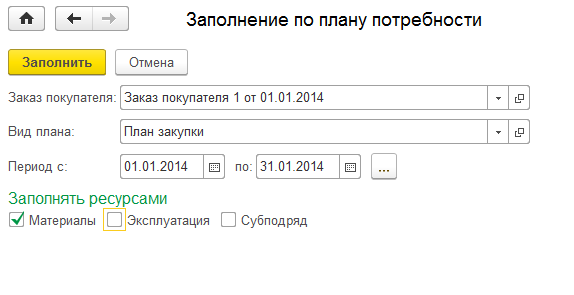 Заполнение по плану потребности
Заполнить Отмена
Заказ покупателя: Заказ покупателя 1 от 01.01.2014
Вид плана: План закупки
Период с: 01.01.2014 по: 31.01.2014 ...
Заполнять ресурсами
Материалы Эксплуатация Субподряд